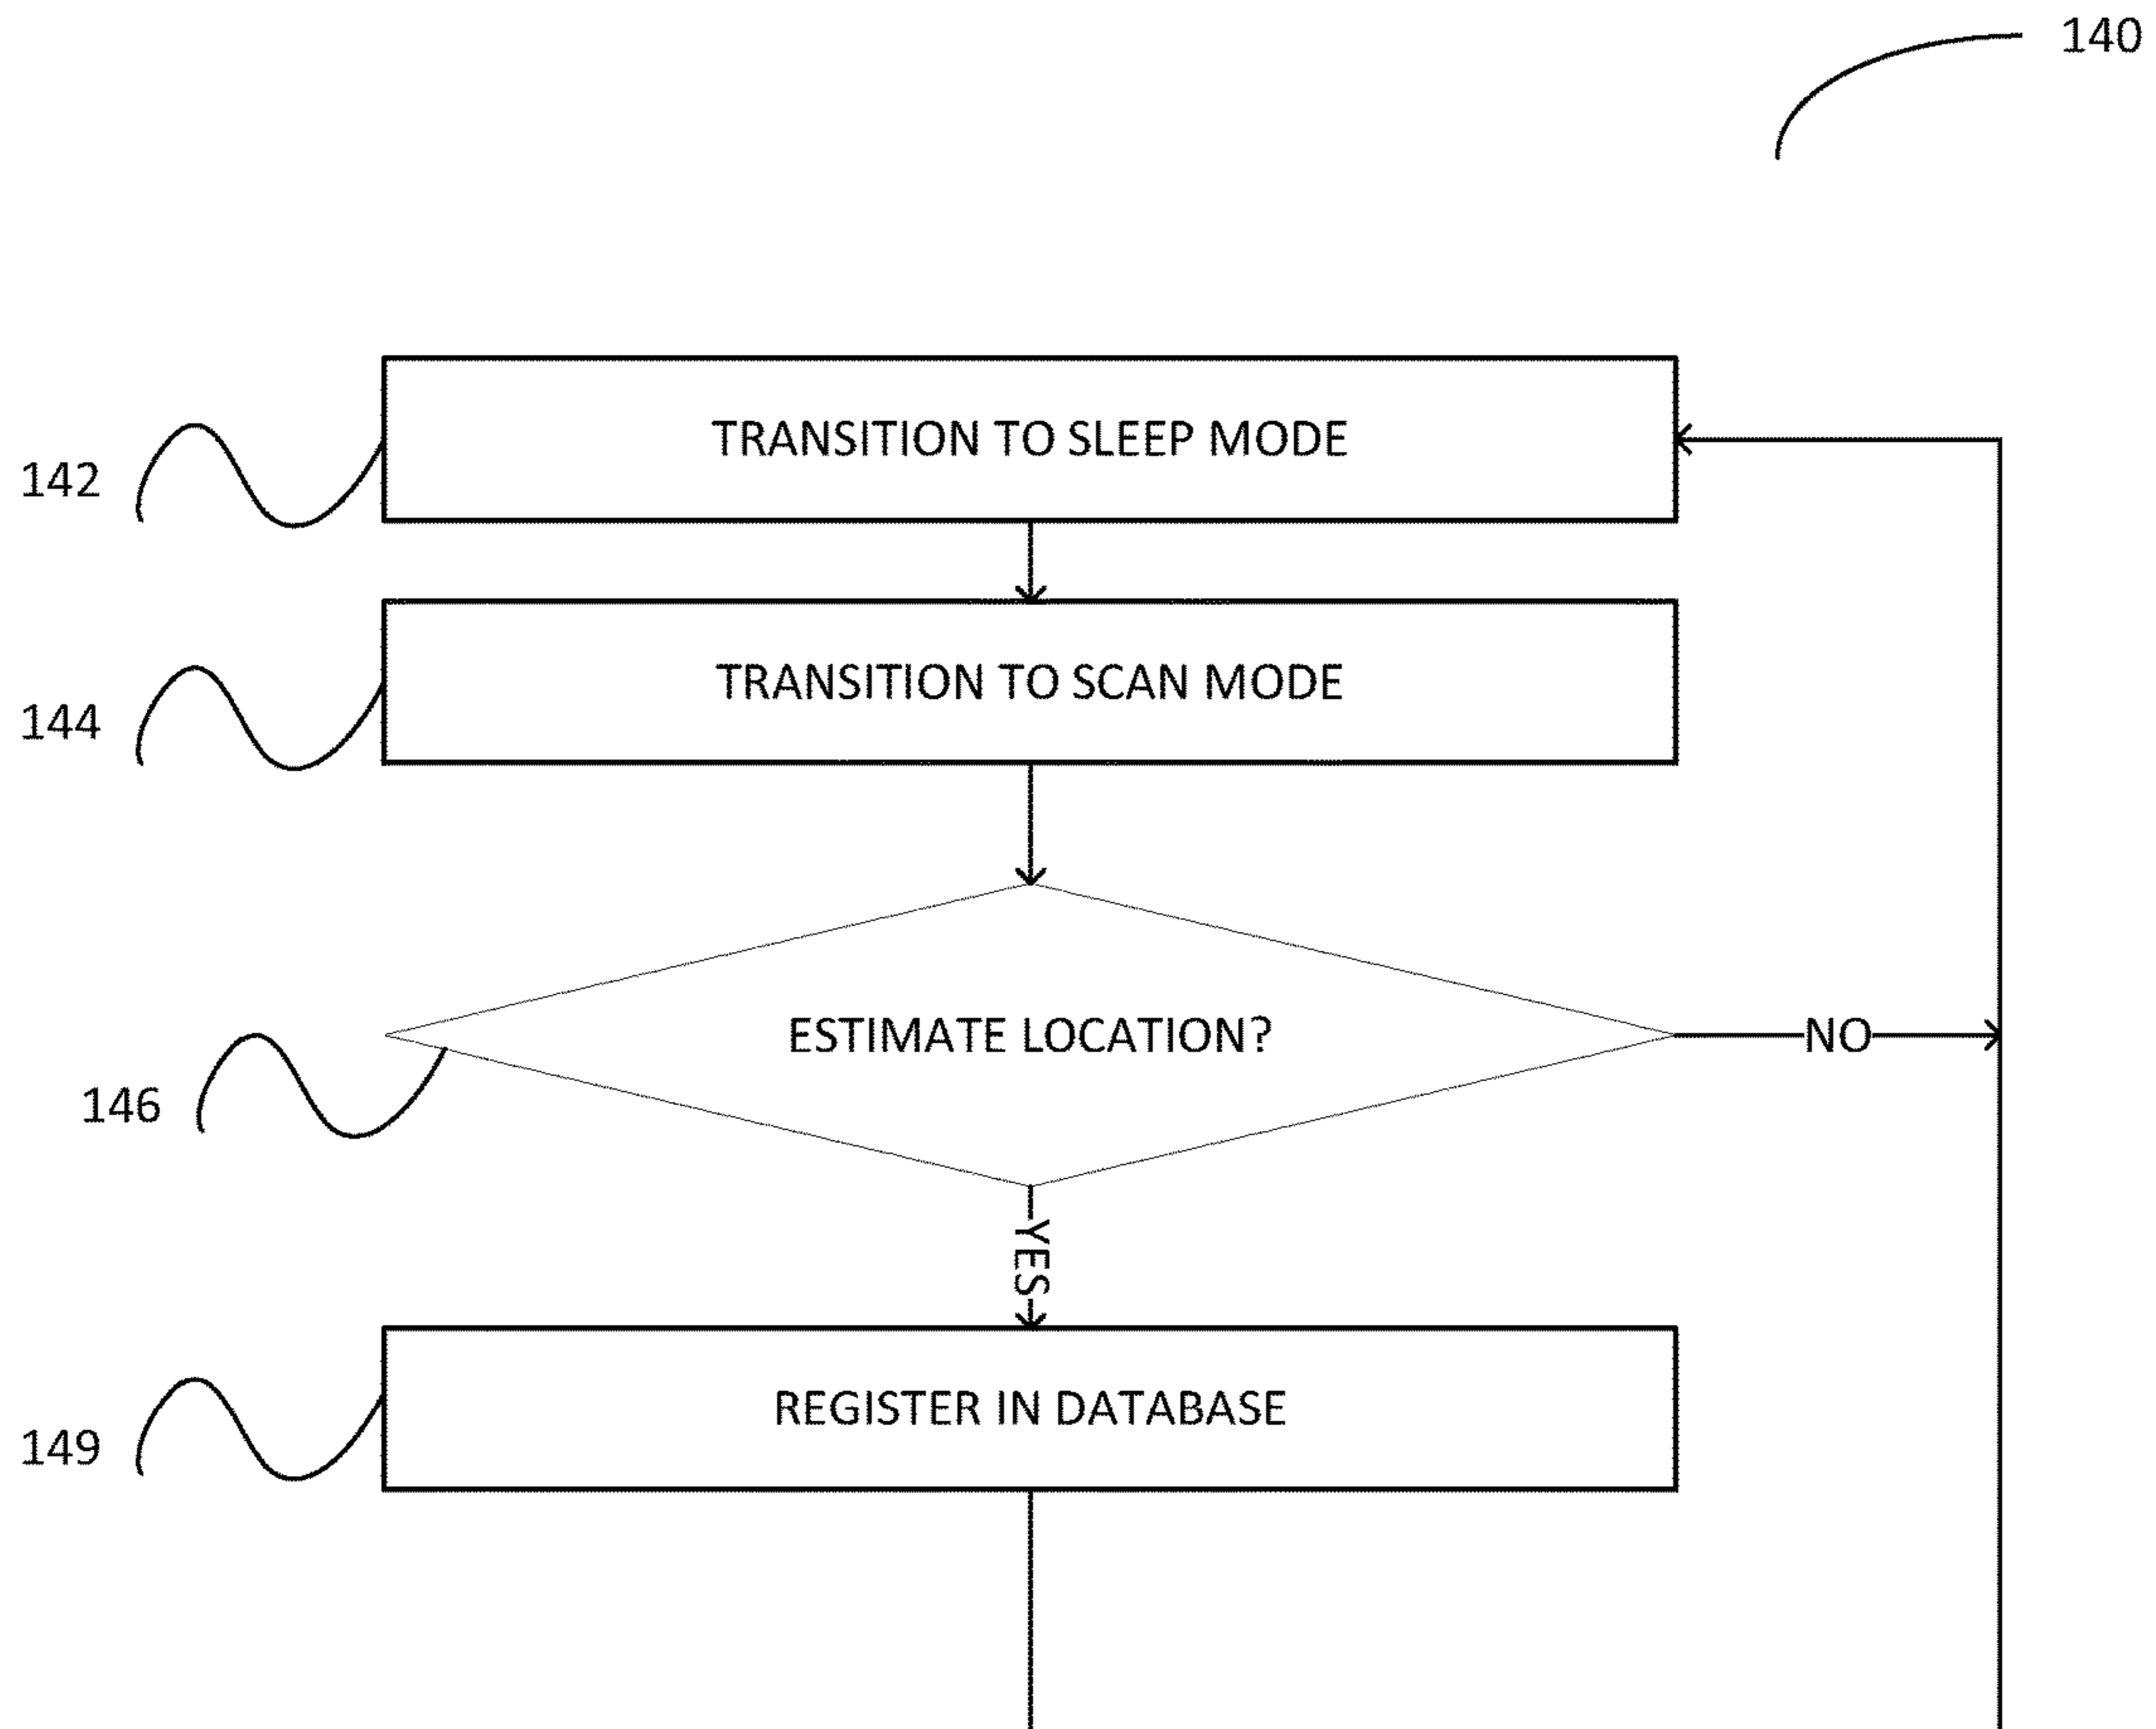 140
TRANSITION TO SLEEP MODE
142
TRANSITION TO SCAN MODE
144
ESTIMATE LOCATION?
NO
146
YES
REGISTER IN DATABASE
149